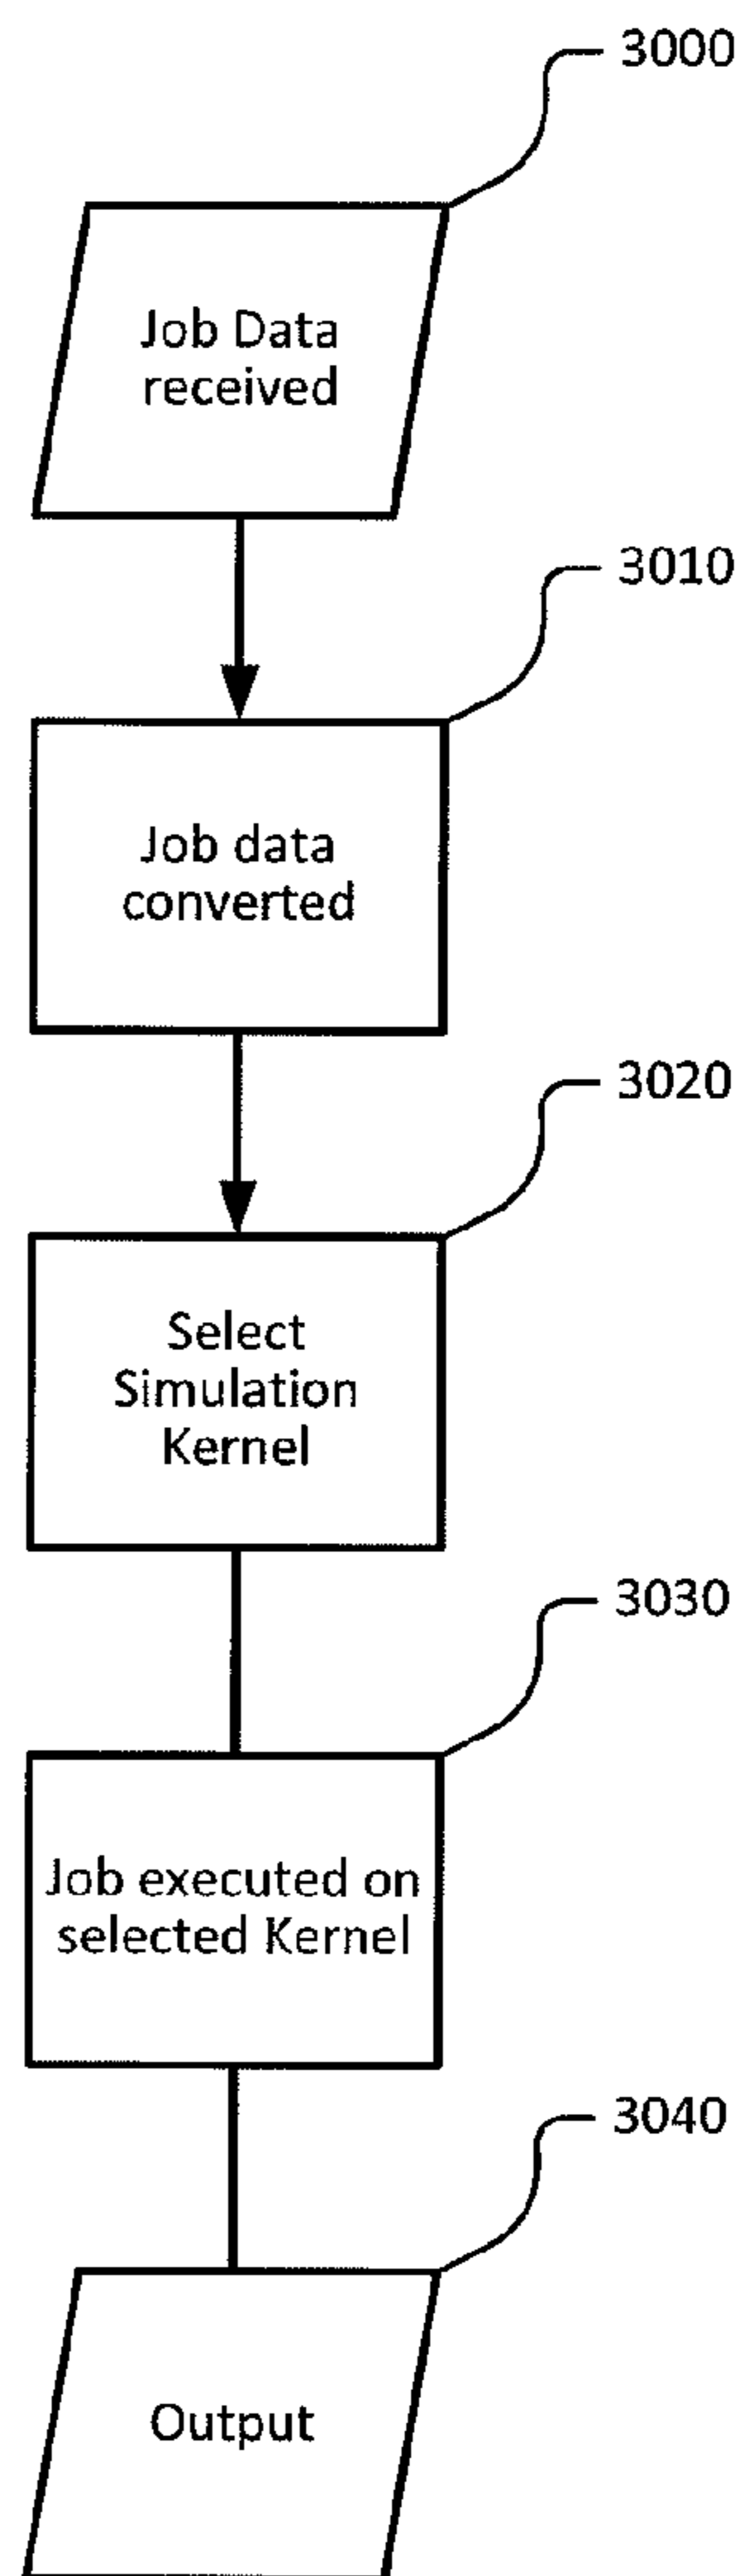 3000
Job Data
received
3010
Job data
converted
3020
Select
Simulation
Kernel
3030
Job executed on
selected Kernel
3040
Output